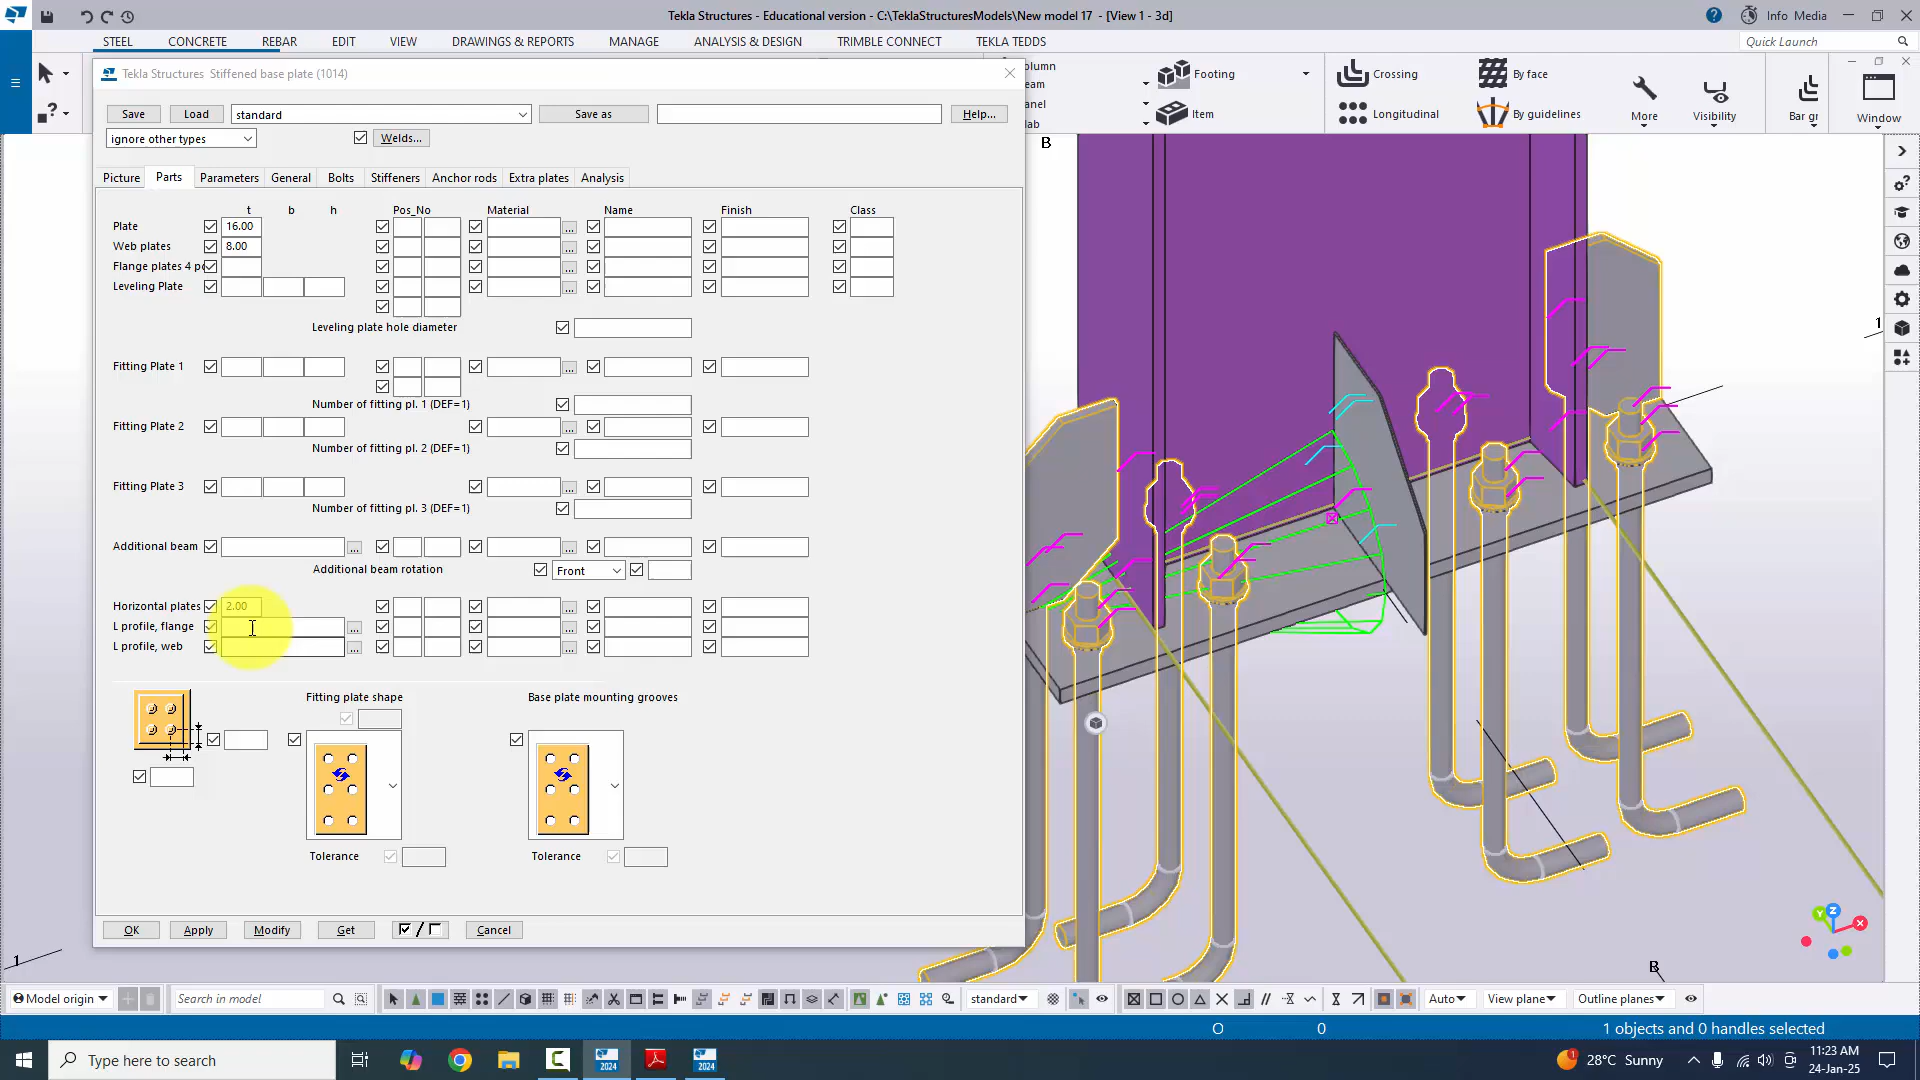 Tekla Structures - Educational version - C:\TeklaStructuresModels\New model 17 - [View 1 - 3d]
Info Media
STEEL CONCRETE REBAR EDIT VIEW DRAWINGS & REPORTS MANAGE ANALYSIS & DESIGN TRIMBLE CONNECT TEKLA TEDDS
Quick Launch
Tekla Structures Stiffened base plate (1014)
Footing
Item
Crossing
Longitudinal
By face
By guidelines
More
Visibility
Bar gr
Window
Save Load standard Save as Help...
ignore other types Welds...
Picture Parts Parameters General Bolts Stiffeners Anchor rods Extra plates Analysis
t b h Pos_No Material Name Finish Class
Plate 16.00
Web plates 8.00
Flange plates 4 pc
Leveling Plate
Leveling plate hole diameter
Fitting Plate 1
Number of fitting pl. 1 (DEF=1)
Fitting Plate 2
Number of fitting pl. 2 (DEF=1)
Fitting Plate 3
Number of fitting pl. 3 (DEF=1)
Additional beam
Additional beam rotation Front
Horizontal plates 2.00
L profile, flange
L profile, web
Fitting plate shape
Base plate mounting grooves
Tolerance
Tolerance
OK Apply Modify Get / Cancel
B
1
1
B
Z
Y
X
Model origin Search in model standard Auto View plane Outline planes
O 0 1 objects and 0 handles selected
Type here to search
2024
2024
1
28°C Sunny
11:23 AM
24-Jan-25